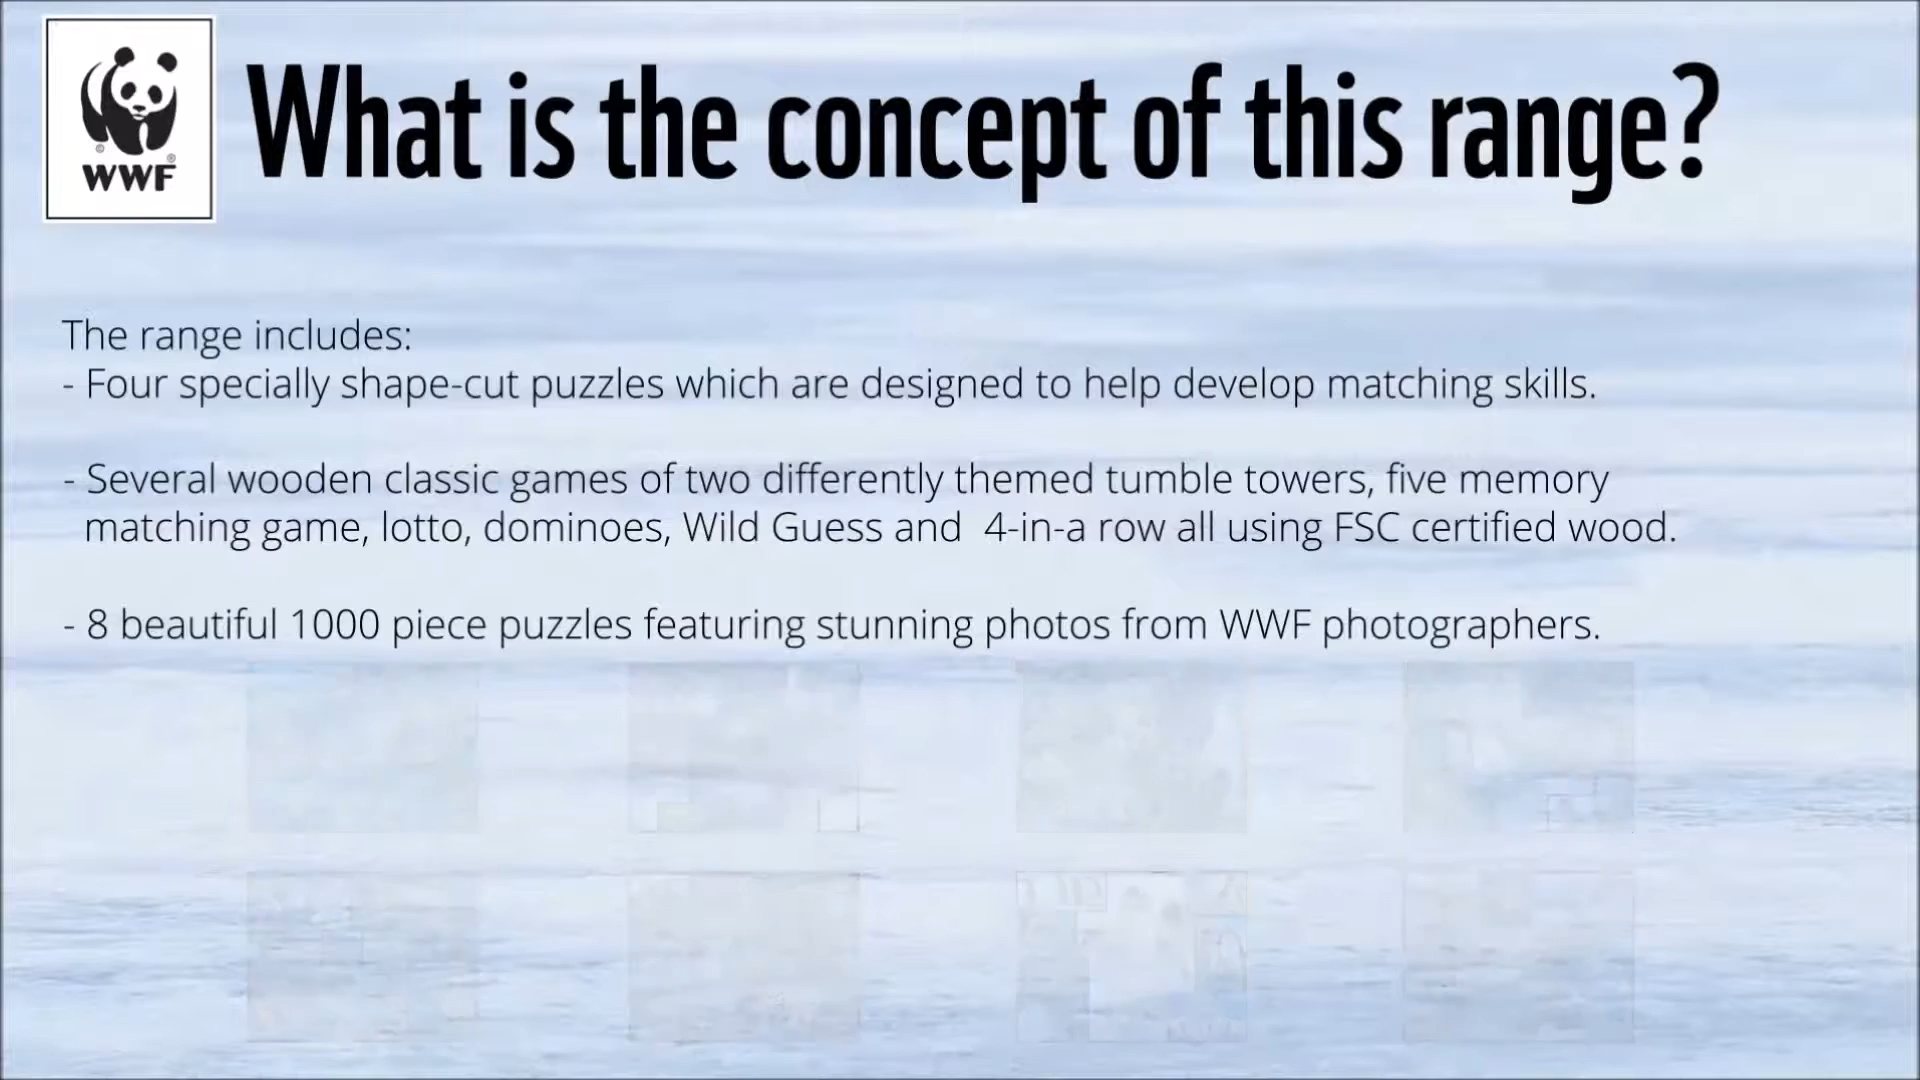 WWF
What is the concept of this range?
The range includes:
- Four specially shape-cut puzzles which are designed to help develop matching skills.
- Several wooden classic games of two differently themed tumble towers, five memory
matching game, lotto, dominoes, Wild Guess and  4-in-a row all using FSC certified wood.
- 8 beautiful 1000 piece puzzles featuring stunning photos from WWF photographers.